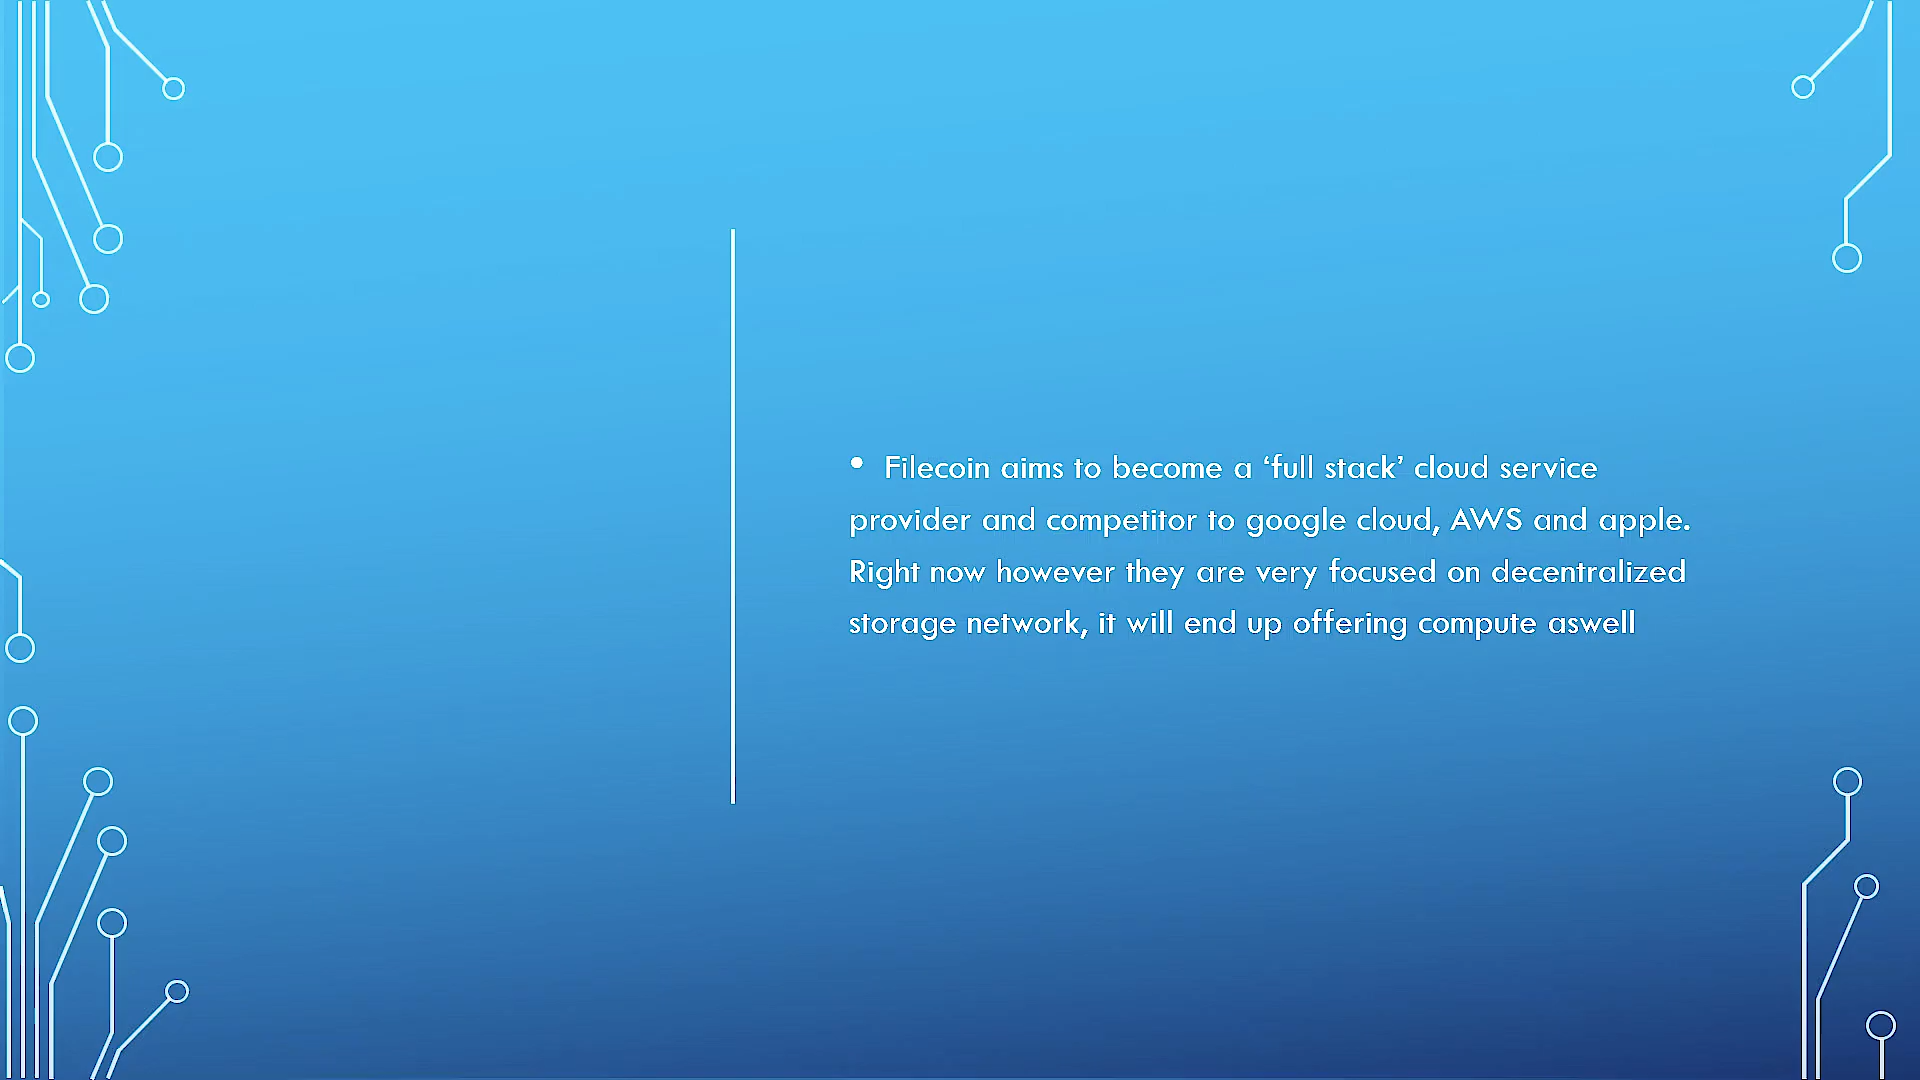 • Filecoin aims to become a ‘full stack’ cloud service
provider and competitor to google cloud, AWS and apple.
Right now however they are very focused on decentralized
storage network, it will end up offering compute aswell